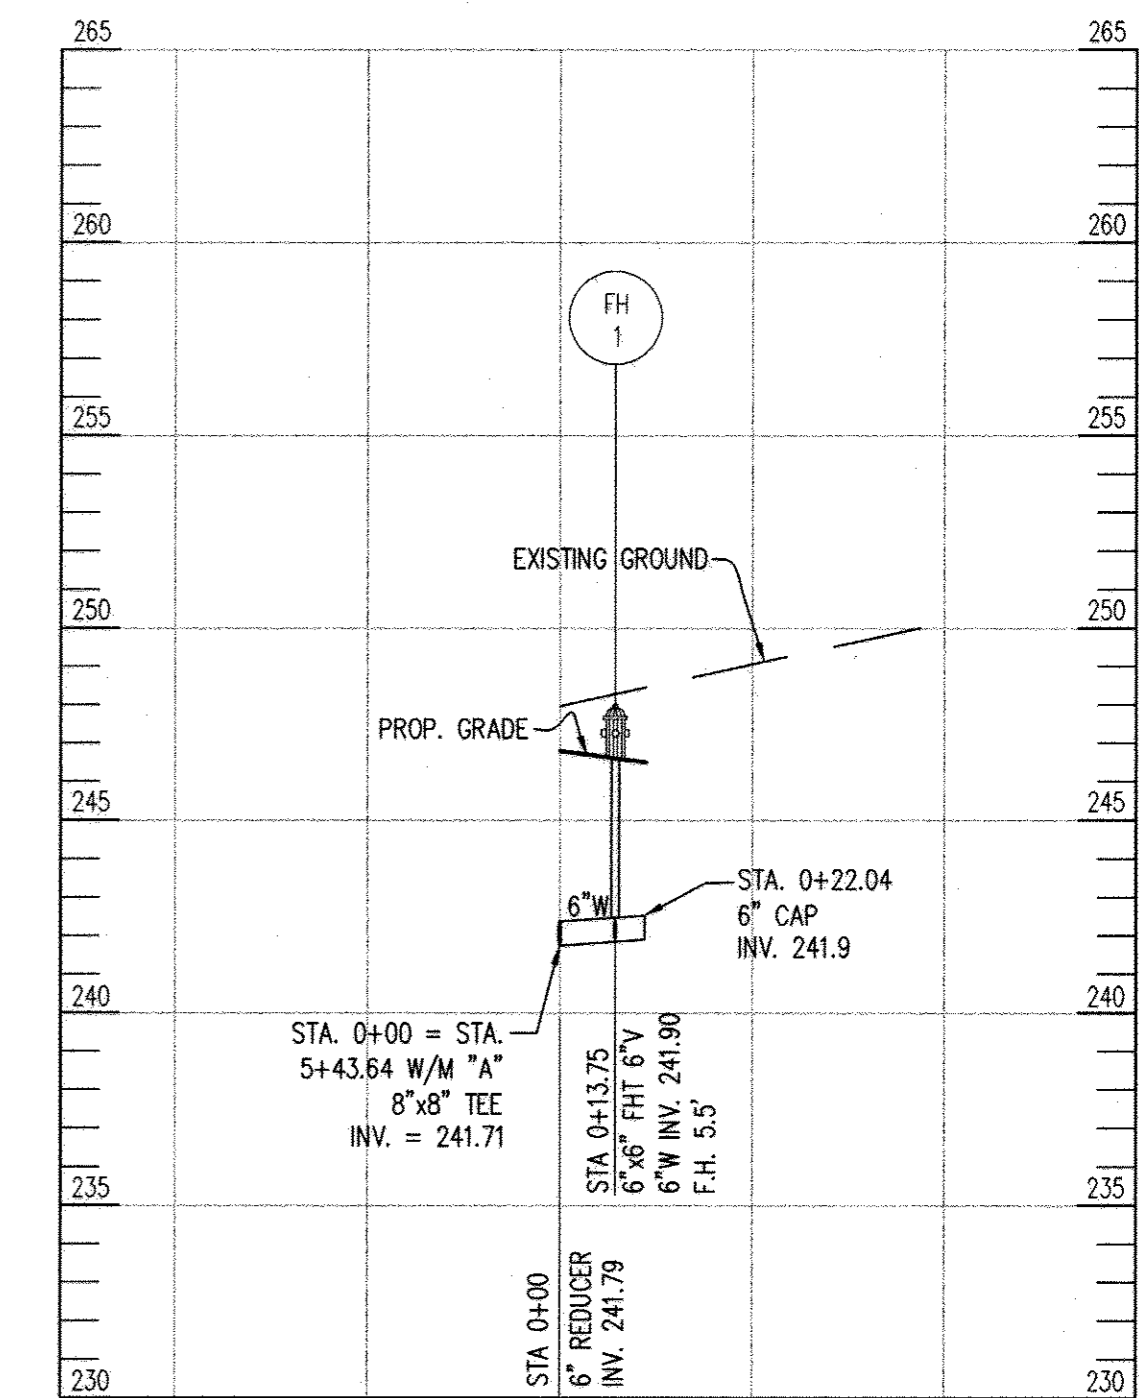 265
265
260
260
FH
1
255
255
EXISTING GROUND
250
250
PROP. GRADE
245
245
6"W
STA. 0+22.04
6" CAP
INV. 241.9
240
240
STA. 0+00 = STA.
5+43.64 W/M "A"
8"x8" TEE
INV. = 241.71
STA 0+13.75
6"x6" FHT 6"V
6"W INV. 241.90
F.H. 5.5'
235
235
STA 0+00
6" REDUCER
INV. 241.79
230
230